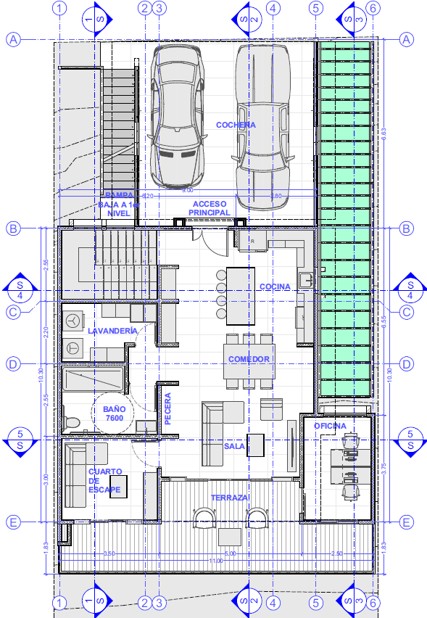 1 2 3 4 5 6
1 S
S 2
S 3
A A
6.63
COCHERA
RAMPA
BAJA A 1er
NIVEL
ACCESO
PRINCIPAL
B B
2.55
S 4
S 4
COCINA
C C
6.55
LAVANDERÍA
2.20
10.30
10.30
D D
COMEDOR
2.55
BAÑO
7600
PECERA
5 S
5 S
OFICINA
SALA
CUARTO
DE
ESCAPE
3.00
3.75
TERRAZA
E E
1.83
1.83
3.50 5.00 2.50
11.00
1 S
S 2
S 3
1 2 3 4 5 6